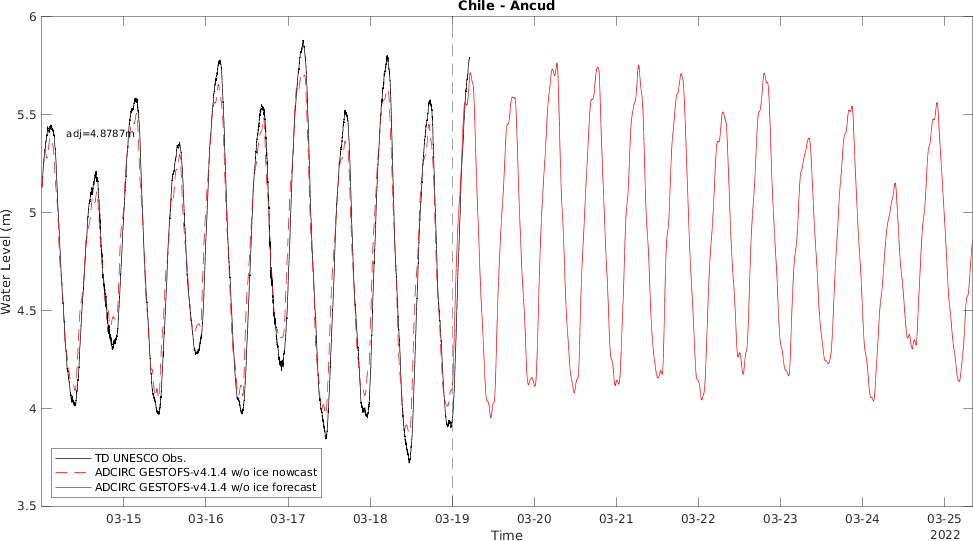 Chile - Ancud
6
5.5
5
4.5
4
3.5
Water Level (m)
adj=4.8787m
TD UNESCO Obs.
ADCIRC GESTOFS-v4.1.4 w/o ice nowcast
ADCIRC GESTOFS-v4.1.4 w/o ice forecast
03-15 03-16 03-17 03-18 03-19 03-20 03-21 03-22 03-23 03-24 03-25
Time
2022